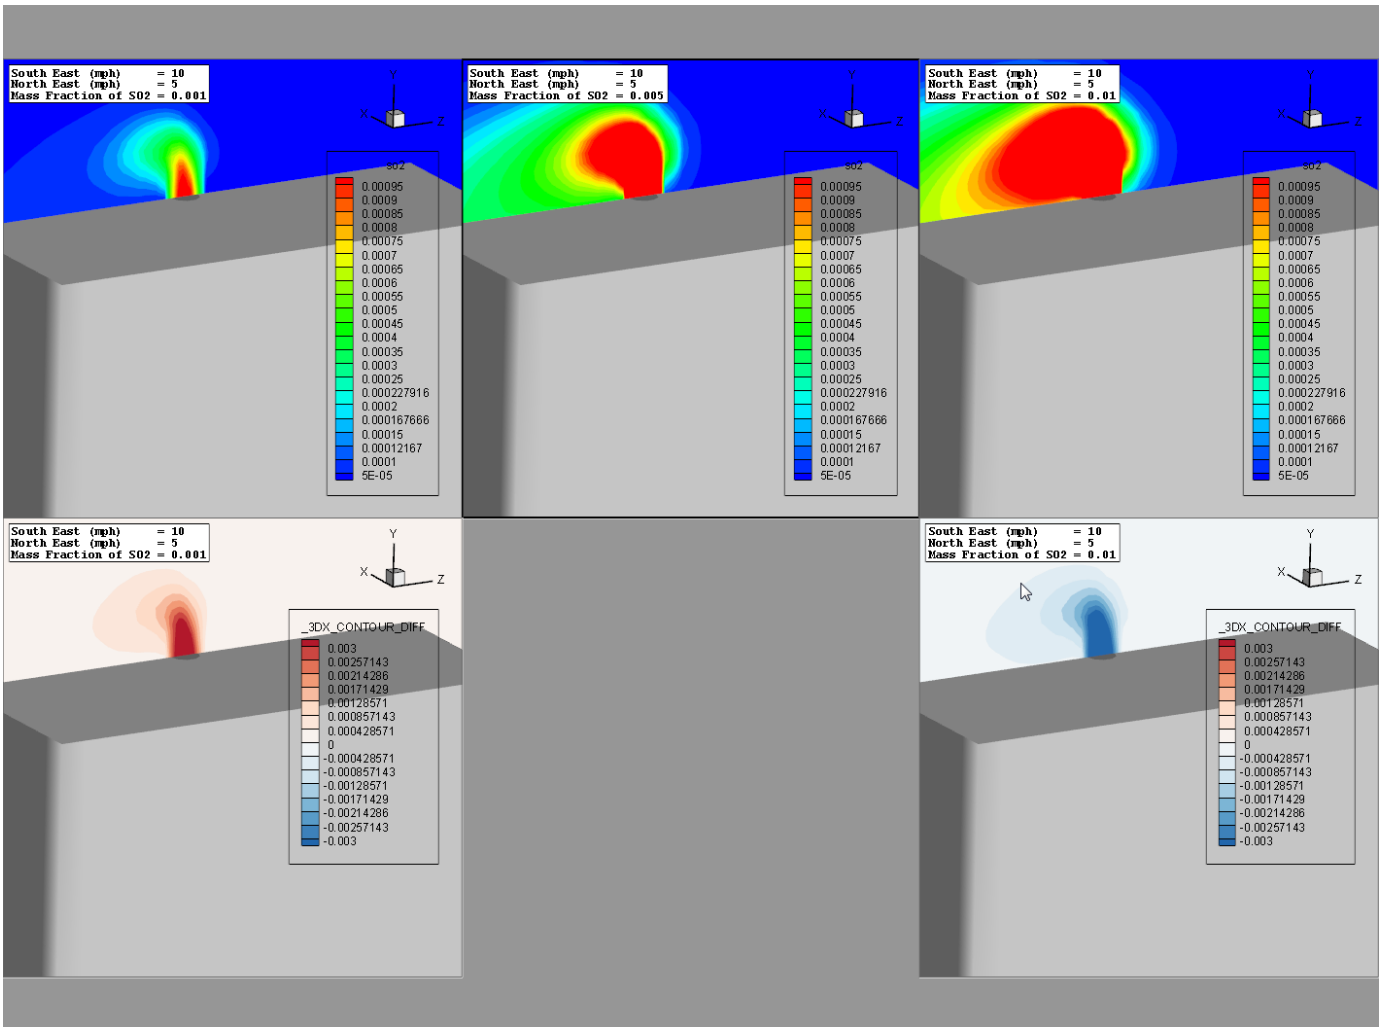 South East (mph) = 10
North East (mph) = 5
Mass Fraction of SO2 = 0.001
Y
X
Z
so2
0.00095
0.0009
0.00085
0.0008
0.00075
0.0007
0.00065
0.0006
0.00055
0.0005
0.00045
0.0004
0.00035
0.0003
0.00025
0.000227916
0.0002
0.000167666
0.00015
0.00012167
0.0001
5E-05
South East (mph) = 10
North East (mph) = 5
Mass Fraction of SO2 = 0.005
Y
X
Z
so2
0.00095
0.0009
0.00085
0.0008
0.00075
0.0007
0.00065
0.0006
0.00055
0.0005
0.00045
0.0004
0.00035
0.0003
0.00025
0.000227916
0.0002
0.000167666
0.00015
0.00012167
0.0001
5E-05
South East (mph) = 10
North East (mph) = 5
Mass Fraction of SO2 = 0.01
Y
X
Z
so2
0.00095
0.0009
0.00085
0.0008
0.00075
0.0007
0.00065
0.0006
0.00055
0.0005
0.00045
0.0004
0.00035
0.0003
0.00025
0.000227916
0.0002
0.000167666
0.00015
0.00012167
0.0001
5E-05
South East (mph) = 10
North East (mph) = 5
Mass Fraction of SO2 = 0.001
Y
X
Z
_3DX_CONTOUR_DIFF
0.003
0.00257143
0.00214286
0.00171429
0.00128571
0.000857143
0.000428571
0
-0.000428571
-0.000857143
-0.00128571
-0.00171429
-0.00214286
-0.00257143
-0.003
South East (mph) = 10
North East (mph) = 5
Mass Fraction of SO2 = 0.01
Y
X
Z
_3DX_CONTOUR_DIFF
0.003
0.00257143
0.00214286
0.00171429
0.00128571
0.000857143
0.000428571
0
-0.000428571
-0.000857143
-0.00128571
-0.00171429
-0.00214286
-0.00257143
-0.003